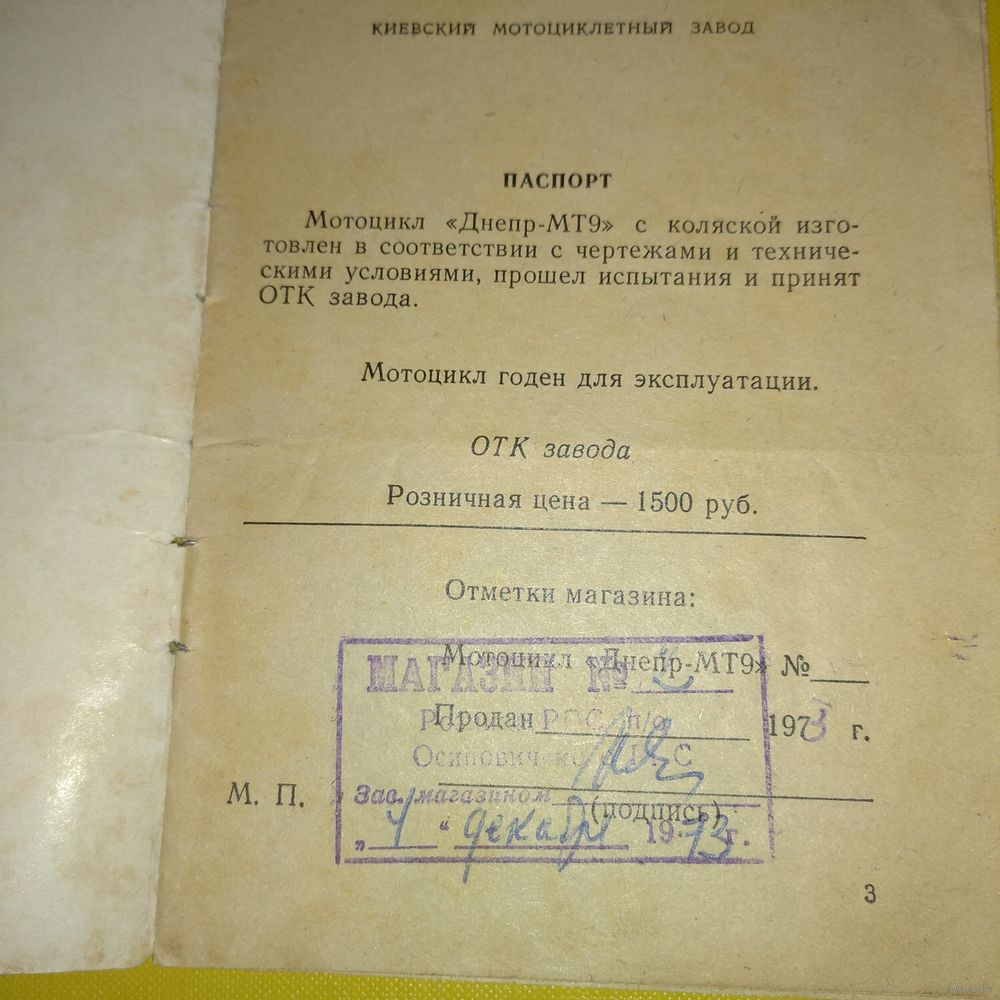 КИЕВСКИЙ МОТОЦИКЛЕТНЫЙ ЗАВОД
ПАСПОРТ
Мотоцикл «Днепр-МТ9» с коляской изго-
товлен в соответствии с чертежами и техниче-
скими условиями, прошел испытания и принят
ОТК завода.
Мотоцикл годен для эксплуатации.
ОТК завода
Розничная цена — 1500 руб.
Отметки магазина:
Мотоцикл «Днепр-МТ9» №
МАГАЗИН №
Продан 1973 г.
М. П.
Зав. магазином
(подпись)
„4“ декабря 1973 г.
3